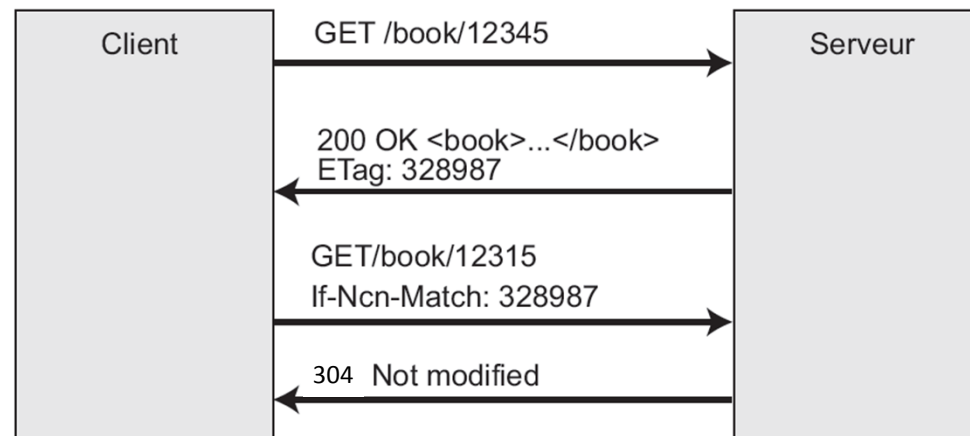 Client
GET /book/12345
Serveur
200 OK <book>...</book>
ETag: 328987
GET/book/12315
If-Ncn-Match: 328987
304 Not modified